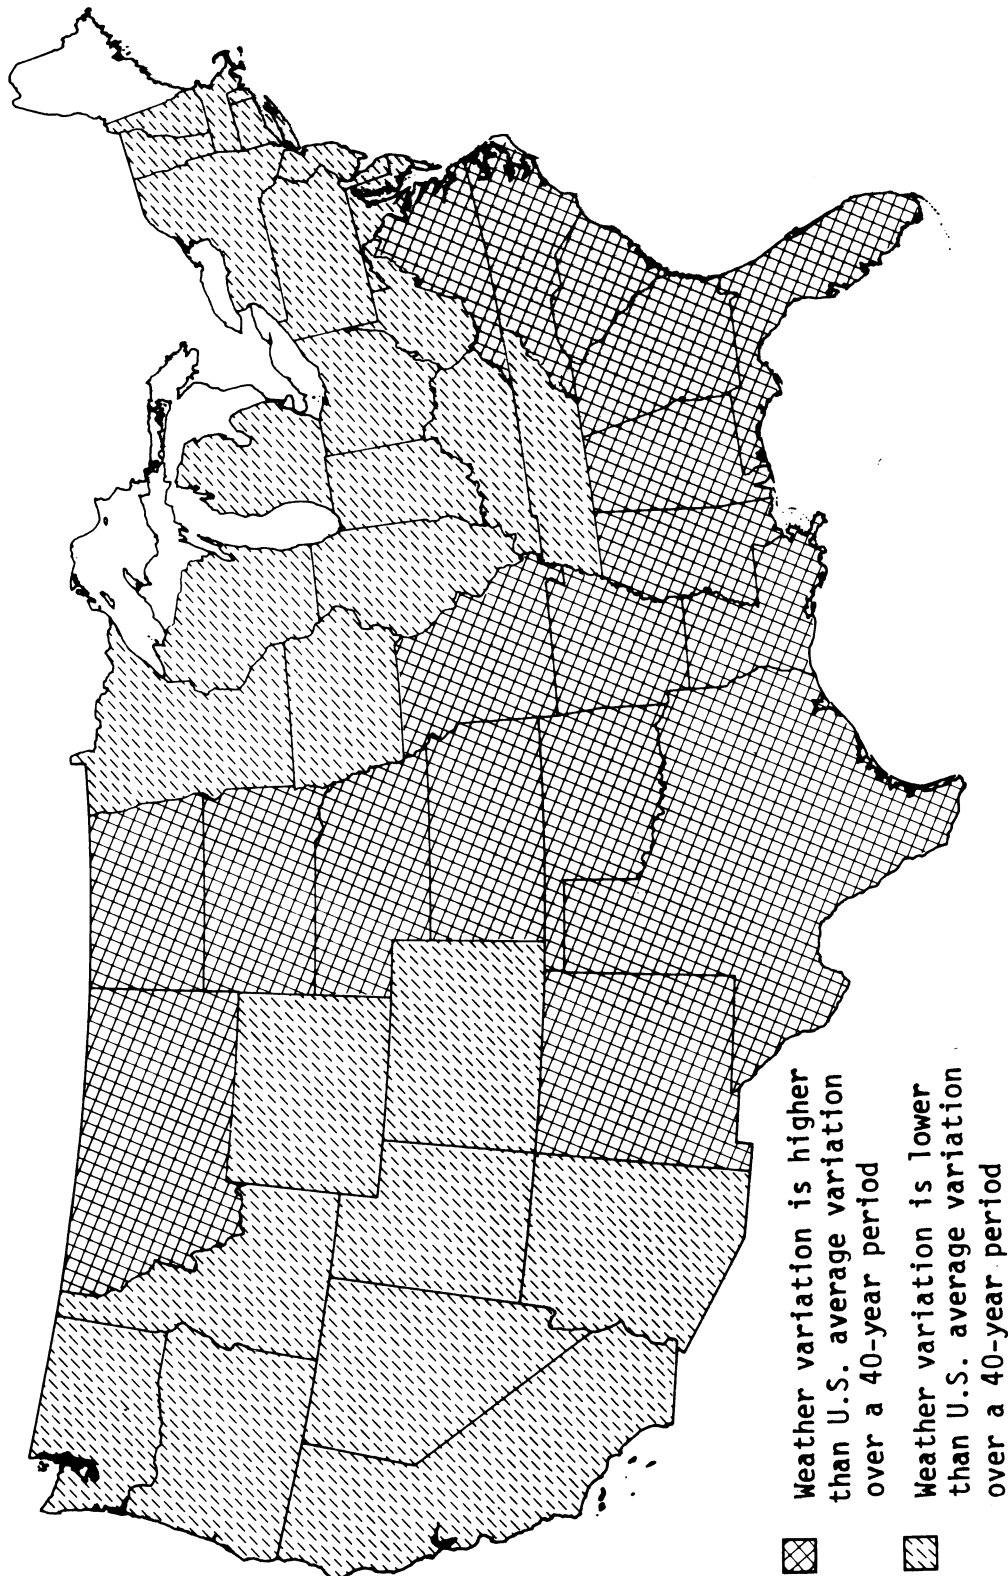 Weather variation is higher
than U.S. average variation
over a 40-year period
Weather variation is lower
than U.S. average variation
over a 40-year period